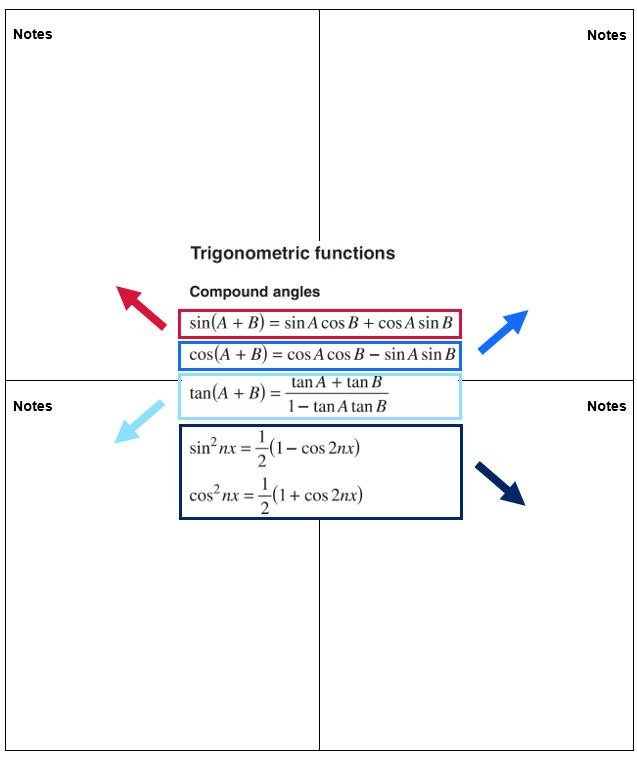 Notes
Notes
Trigonometric functions
Compound angles
sin(A + B) = sin A cos B + cos A sin B
cos(A + B) = cos A cos B − sin A sin B
tan(A + B) = (tan A + tan B)/(1 − tan A tan B)
Notes
Notes
sin² nx = 1/2 (1 − cos 2nx)
cos² nx = 1/2 (1 + cos 2nx)